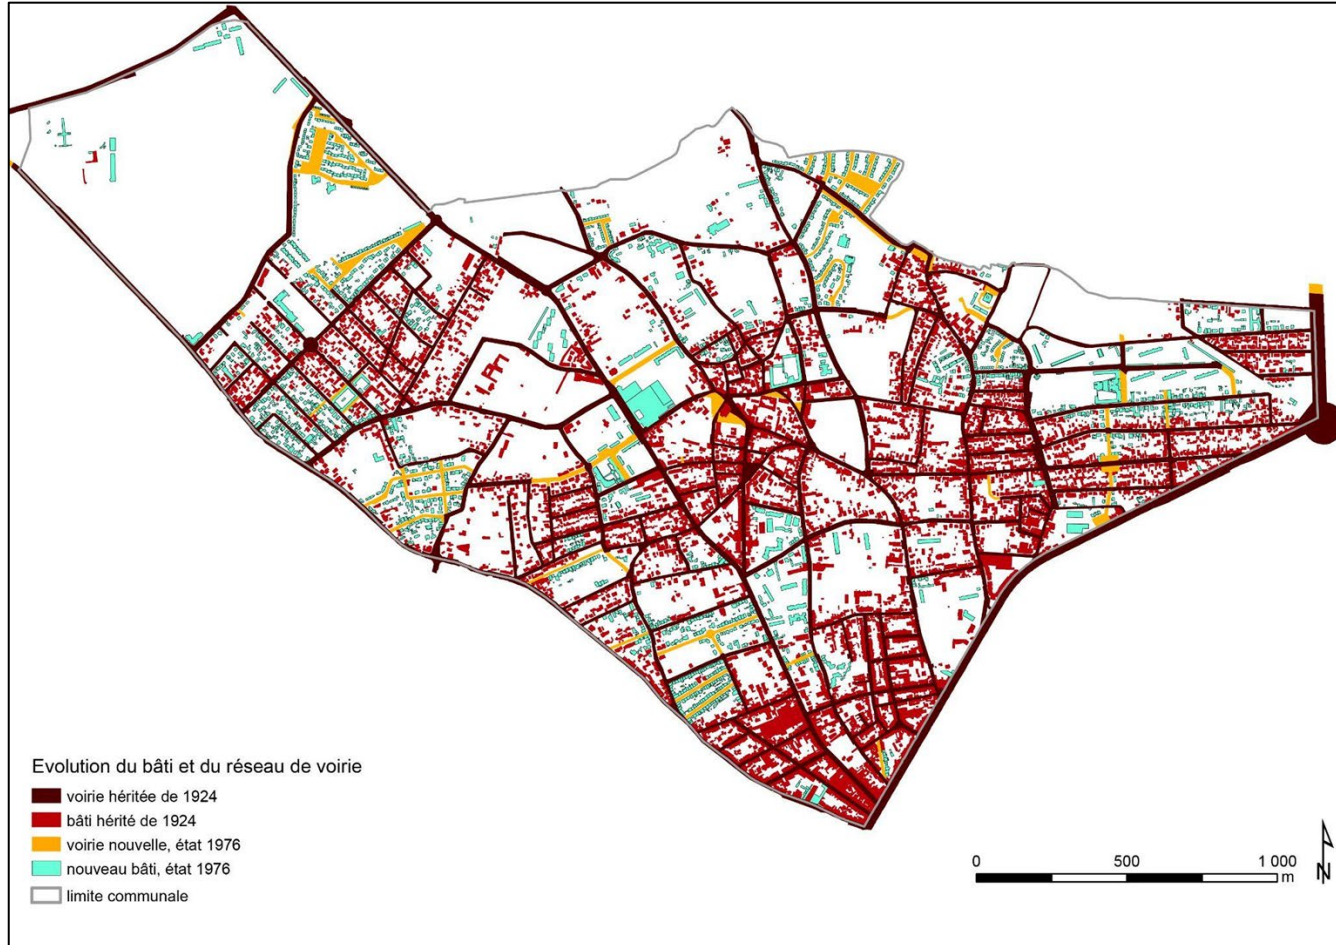 Evolution du bâti et du réseau de voirie
voirie héritée de 1924
bâti hérité de 1924
voirie nouvelle, état 1976
nouveau bâti, état 1976
limite communale
0 500 1 000
m
N